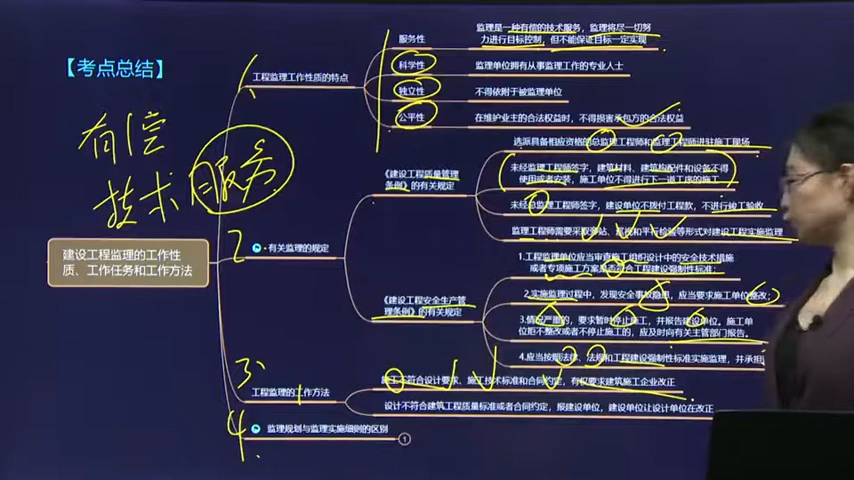 【考点总结】
有偿
技术服务
建设工程监理的工作性
质、工作任务和工作方法
1
工程监理工作性质的特点
服务性
监理是一种有偿的技术服务，监理将尽一切努
力进行目标控制，但不能保证目标一定实现
科学性
监理单位拥有从事监理工作的专业人士
独立性
不得依附于被监理单位
公平性
在维护业主的合法权益时，不得损害承包方的合法权益
2
有关监理的规定
《建设工程质量管理
条例》的有关规定
选派具备相应资格的总监理工程师和监理工程师进驻施工现场
未经监理工程师签字，建筑材料、建筑构配件和设备不得
使用或者安装，施工单位不得进行下一道工序的施工
未经总监理工程师签字，建设单位不拨付工程款，不进行竣工验收
监理工程师需要采取旁站、巡视和平行检验等形式对建设工程实施监理
《建设工程安全生产管
理条例》的有关规定
1.工程监理单位应当审查施工组织设计中的安全技术措施
或者专项施工方案是否符合工程建设强制性标准；
2.实施监理过程中，发现安全事故隐患，应当要求施工单位整改；
3.情况严重的，要求暂时停止施工，并报告建设单位。施工单
位拒不整改或者不停止施工的，应及时向有关主管部门报告。
4.应当按照法律、法规和工程建设强制性标准实施监理，并承担
3
工程监理的工作方法
施工不符合设计要求、施工技术标准和合同约定，有权要求建筑施工企业改正
设计不符合建筑工程质量标准或者合同约定，报建设单位，建设单位让设计单位在改正
4
监理规划与监理实施细则的区别
1